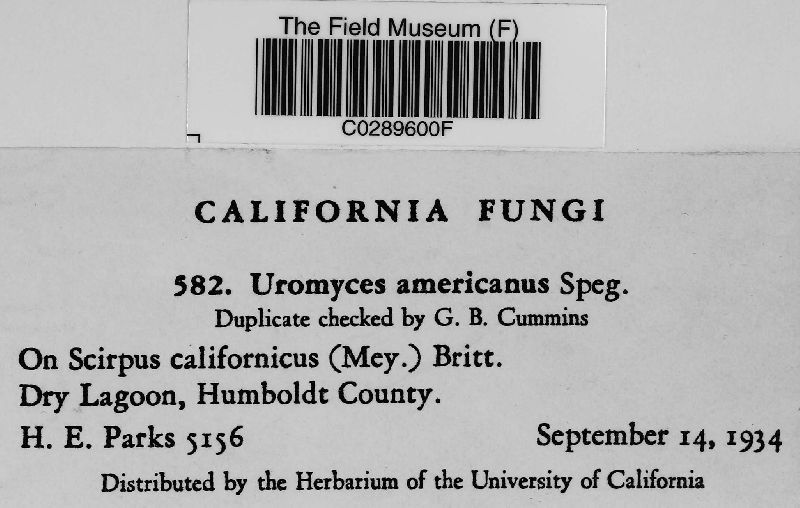 The Field Museum (F)
C0289600F
CALIFORNIA FUNGI
582. Uromyces americanus Speg.
Duplicate checked by G. B. Cummins
On Scirpus californicus (Mey.) Britt.
Dry Lagoon, Humboldt County.
H. E. Parks 5156 September 14, 1934
Distributed by the Herbarium of the University of California